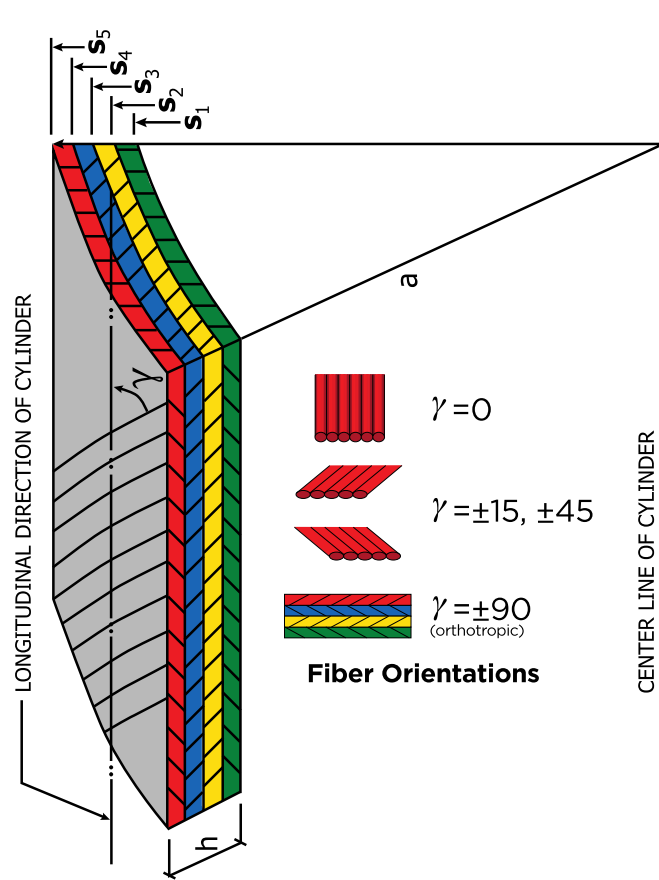 s5
s4
s3
s2
s1
a
LONGITUDINAL DIRECTION OF CYLINDER
γ
γ=0
γ=±15, ±45
γ=±90
(orthotropic)
Fiber Orientations
CENTER LINE OF CYLINDER
h